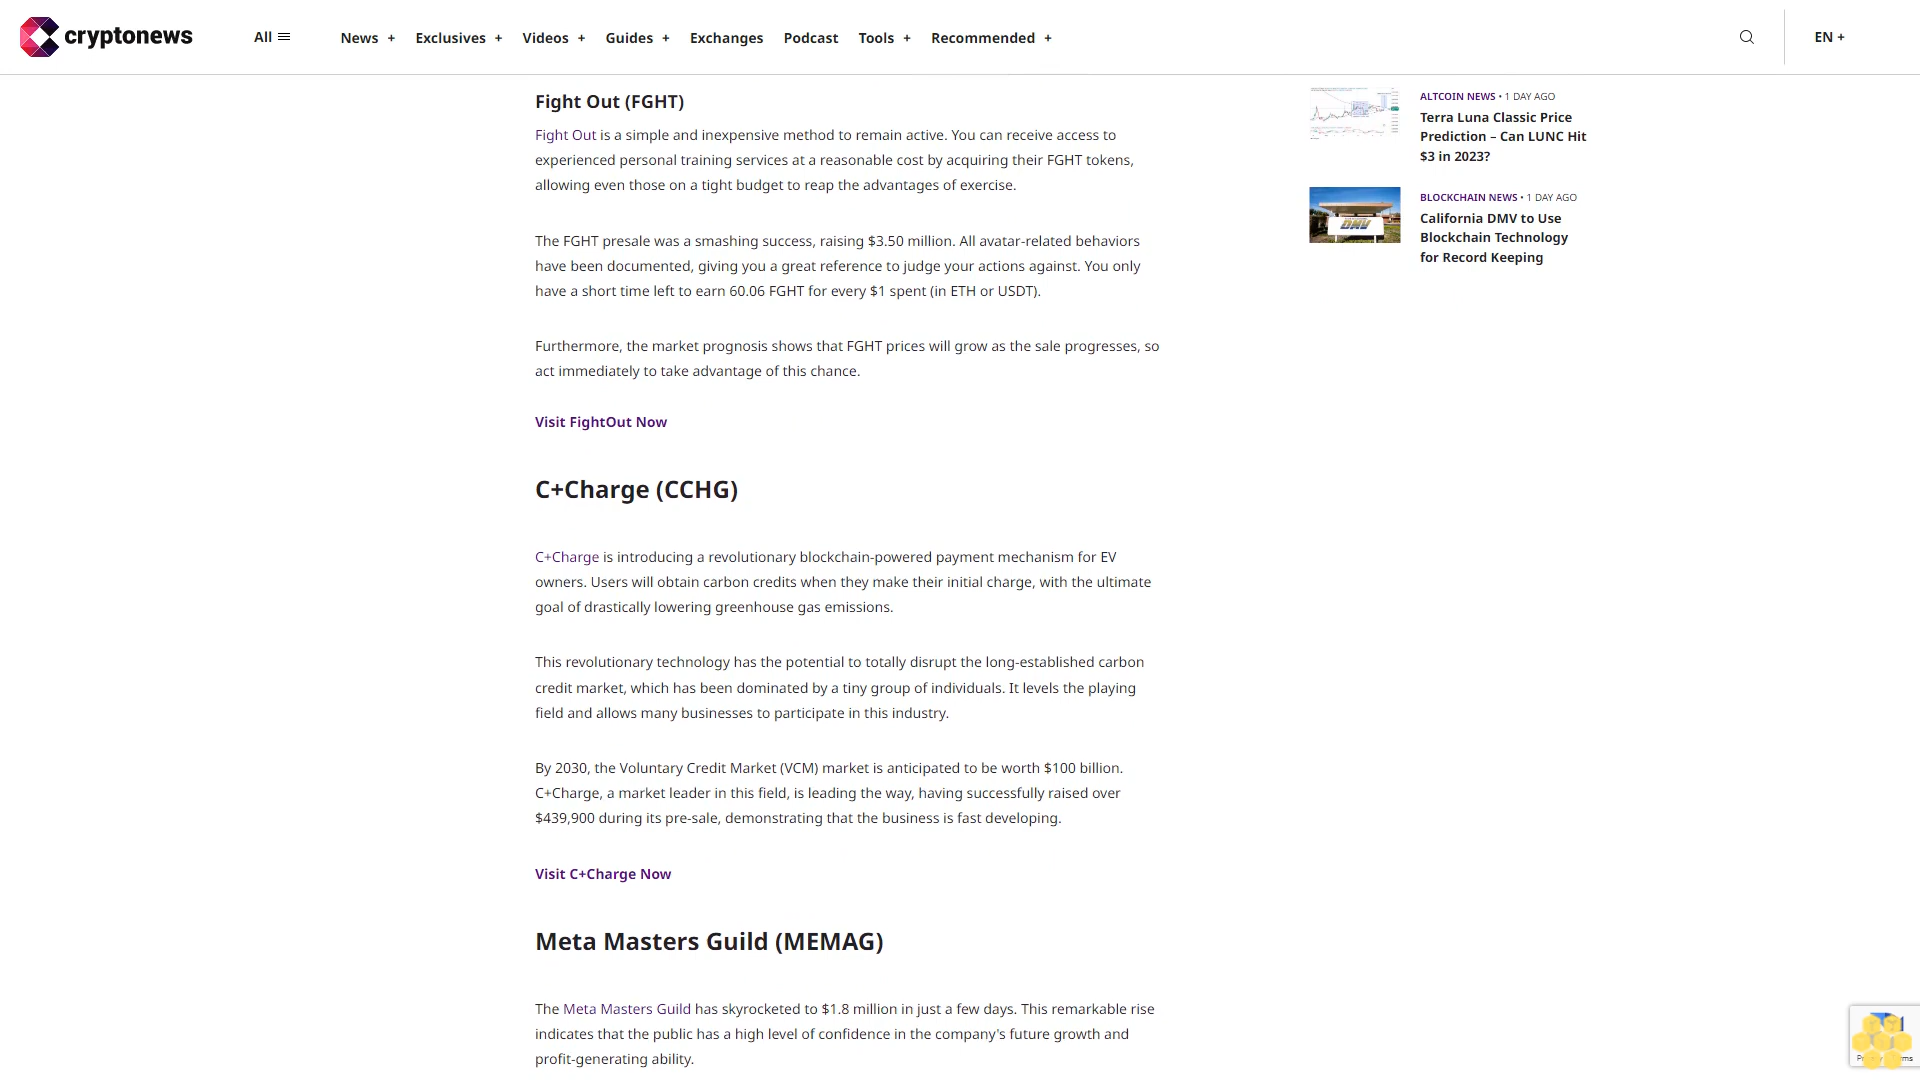 cryptonews
All
News +
Exclusives +
Videos +
Guides +
Exchanges
Podcast
Tools +
Recommended +
EN +
Fight Out (FGHT)
Fight Out is a simple and inexpensive method to remain active. You can receive access to
experienced personal training services at a reasonable cost by acquiring their FGHT tokens,
allowing even those on a tight budget to reap the advantages of exercise.
The FGHT presale was a smashing success, raising $3.50 million. All avatar-related behaviors
have been documented, giving you a great reference to judge your actions against. You only
have a short time left to earn 60.06 FGHT for every $1 spent (in ETH or USDT).
Furthermore, the market prognosis shows that FGHT prices will grow as the sale progresses, so
act immediately to take advantage of this chance.
Visit FightOut Now
C+Charge (CCHG)
C+Charge is introducing a revolutionary blockchain-powered payment mechanism for EV
owners. Users will obtain carbon credits when they make their initial charge, with the ultimate
goal of drastically lowering greenhouse gas emissions.
This revolutionary technology has the potential to totally disrupt the long-established carbon
credit market, which has been dominated by a tiny group of individuals. It levels the playing
field and allows many businesses to participate in this industry.
By 2030, the Voluntary Credit Market (VCM) market is anticipated to be worth $100 billion.
C+Charge, a market leader in this field, is leading the way, having successfully raised over
$439,900 during its pre-sale, demonstrating that the business is fast developing.
Visit C+Charge Now
Meta Masters Guild (MEMAG)
The Meta Masters Guild has skyrocketed to $1.8 million in just a few days. This remarkable rise
indicates that the public has a high level of confidence in the company's future growth and
profit-generating ability.
ALTCOIN NEWS • 1 DAY AGO
Terra Luna Classic Price
Prediction – Can LUNC Hit
$3 in 2023?
DMV
BLOCKCHAIN NEWS • 1 DAY AGO
California DMV to Use
Blockchain Technology
for Record Keeping